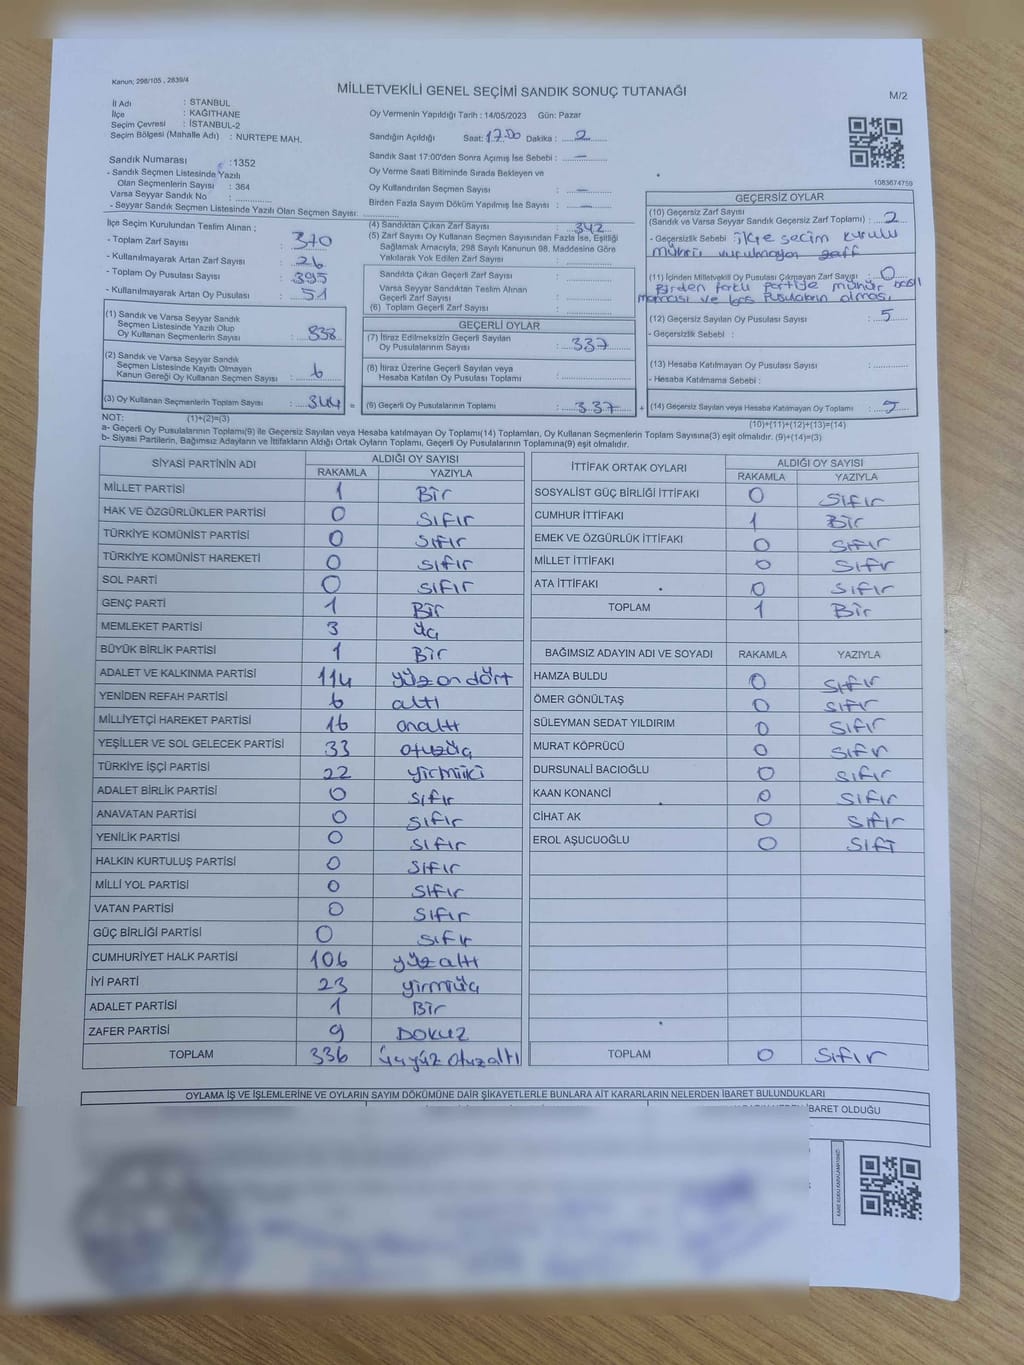 Kanun; 298/105 , 2839/4
MİLLETVEKİLİ GENEL SEÇİMİ SANDIK SONUÇ TUTANAĞI
M/2
İl Adı : STANBUL
İlçe : KAĞITHANE
Seçim Çevresi : İSTANBUL-2
Seçim Bölgesi (Mahalle Adı) : NURTEPE MAH.
Sandık Numarası :1352
- Sandık Seçmen Listesinde Yazılı
Olan Seçmenlerin Sayısı : 364
Varsa Seyyar Sandık No :
- Seyyar Sandık Seçmen Listesinde Yazılı Olan Seçmen Sayısı:
Oy Vermenin Yapıldığı Tarih : 14/05/2023 Gün: Pazar
Sandığın Açıldığı Saat: 17:00 Dakika : 2
Sandık Saat 17:00'den Sonra Açımış İse Sebebi : —
Oy Verme Saati Bitiminde Sırada Bekleyen ve
Oy Kullandırılan Seçmen Sayısı : —
Birden Fazla Sayım Döküm Yapılmış İse Sayısı : —
1083674759
İlçe Seçim Kurulundan Teslim Alınan ;
- Toplam Zarf Sayısı : 370
- Kullanılmayarak Artan Zarf Sayısı : 26
- Toplam Oy Pusulası Sayısı : 395
- Kullanılmayarak Artan Oy Pusulası : 51
(1) Sandık ve Varsa Seyyar Sandık
Seçmen Listesinde Yazılı Olup
Oy Kullanan Seçmenlerin Sayısı : 338
(2) Sandık ve Varsa Seyyar Sandık
Seçmen Listesinde Kayıtlı Olmayan
Kanun Gereği Oy Kullanan Seçmen Sayısı : 6
(3) Oy Kullanan Seçmenlerin Toplam Sayısı : 344 =
(4) Sandıktan Çıkan Zarf Sayısı : 342
(5) Zarf Sayısı Oy Kullanan Seçmen Sayısından Fazla İse, Eşitliği
Sağlamak Amacıyla, 298 Sayılı Kanunun 98. Maddesine Göre
Yakılarak Yok Edilen Zarf Sayısı :
Sandıkta Çıkan Geçerli Zarf Sayısı :
Varsa Seyyar Sandıktan Teslim Alınan
Geçerli Zarf Sayısı :
(6) Toplam Geçerli Zarf Sayısı :
GEÇERLİ OYLAR
(7) İtiraz Edilmeksizin Geçerli Sayılan
Oy Pusulalarının Sayısı : 337
(8) İtiraz Üzerine Geçerli Sayılan veya
Hesaba Katılan Oy Pusulası Toplamı :
(9) Geçerli Oy Pusulalarının Toplamı : 337 +
GEÇERSİZ OYLAR
(10) Geçersiz Zarf Sayısı
(Sandık ve Varsa Seyyar Sandık Geçersiz Zarf Toplamı) : 2
- Geçersizlik Sebebi : ilçe seçim kurulu
mührü vurulmayan zarf
(11) İçinden Milletvekili Oy Pusulası Çıkmayan Zarf Sayısı : 0
Birden farklı partiye mühür basıl
maması ve boş pusuların olması
(12) Geçersiz Sayılan Oy Pusulası Sayısı : 5
- Geçersizlik Sebebi :
(13) Hesaba Katılmayan Oy Pusulası Sayısı :
- Hesaba Katılmama Sebebi :
(14) Geçersiz Sayılan veya Hesaba Katılmayan Oy Toplamı : 5
NOT: (1)+(2)=(3)
(10)+(11)+(12)+(13)=(14)
a- Geçerli Oy Pusulalarının Toplamı(9) ile Geçersiz Sayılan veya Hesaba katılmayan Oy Toplamı(14) Toplamları, Oy Kullanan Seçmenlerin Toplam Sayısına(3) eşit olmalıdır. (9)+(14)=(3)
b- Siyasi Partilerin, Bağımsız Adayların ve İttifakların Aldığı Ortak Oyların Toplamı, Geçerli Oy Pusulalarının Toplamına(9) eşit olmalıdır.
SİYASİ PARTİNİN ADI ALDIĞI OY SAYISI
RAKAMLA YAZIYLA
MİLLET PARTİSİ 1 Bir
HAK VE ÖZGÜRLÜKLER PARTİSİ 0 Sıfır
TÜRKİYE KOMÜNİST PARTİSİ 0 Sıfır
TÜRKİYE KOMÜNİST HAREKETİ 0 sıfır
SOL PARTİ 0 sıfır
GENÇ PARTİ 1 Bir
MEMLEKET PARTİSİ 3 üç
BÜYÜK BİRLİK PARTİSİ 1 Bir
ADALET VE KALKINMA PARTİSİ 114 yüz on dört
YENİDEN REFAH PARTİSİ 6 altı
MİLLİYETÇİ HAREKET PARTİSİ 16 onaltı
YEŞİLLER VE SOL GELECEK PARTİSİ 33 otuzüç
TÜRKİYE İŞÇİ PARTİSİ 22 yirmiiki
ADALET BİRLİK PARTİSİ 0 sıfır
ANAVATAN PARTİSİ 0 sıfır
YENİLİK PARTİSİ 0 sıfır
HALKIN KURTULUŞ PARTİSİ 0 sıfır
MİLLİ YOL PARTİSİ 0 sıfır
VATAN PARTİSİ 0 sıfır
GÜÇ BİRLİĞİ PARTİSİ 0 sıfır
CUMHURİYET HALK PARTİSİ 106 yüz altı
İYİ PARTİ 23 yirmiüç
ADALET PARTİSİ 1 Bir
ZAFER PARTİSİ 9 Dokuz
TOPLAM 336 üçyüz otuzaltı
İTTİFAK ORTAK OYLARI ALDIĞI OY SAYISI
RAKAMLA YAZIYLA
SOSYALİST GÜÇ BİRLİĞİ İTTİFAKI 0 Sıfır
CUMHUR İTTİFAKI 1 Bir
EMEK VE ÖZGÜRLÜK İTTİFAKI 0 Sıfır
MİLLET İTTİFAKI 0 Sıfır
ATA İTTİFAKI 0 Sıfır
TOPLAM 1 Bir
BAĞIMSIZ ADAYIN ADI VE SOYADI RAKAMLA YAZIYLA
HAMZA BULDU 0 Sıfır
ÖMER GÖNÜLTAŞ 0 Sıfır
SÜLEYMAN SEDAT YILDIRIM 0 Sıfır
MURAT KÖPRÜCÜ 0 Sıfır
DURSUNALİ BACIOĞLU 0 Sıfır
KAAN KONANCİ 0 Sıfır
CİHAT AK 0 Sıfır
EROL AŞUCUOĞLU 0 Sıfı
TOPLAM 0 Sıfır
OYLAMA İŞ VE İŞLEMLERİNE VE OYLARIN SAYIM DÖKÜMÜNE DAİR ŞİKAYETLERLE BUNLARA AİT KARARLARIN NELERDEN İBARET BULUNDUKLARI
İBARET OLDUĞU